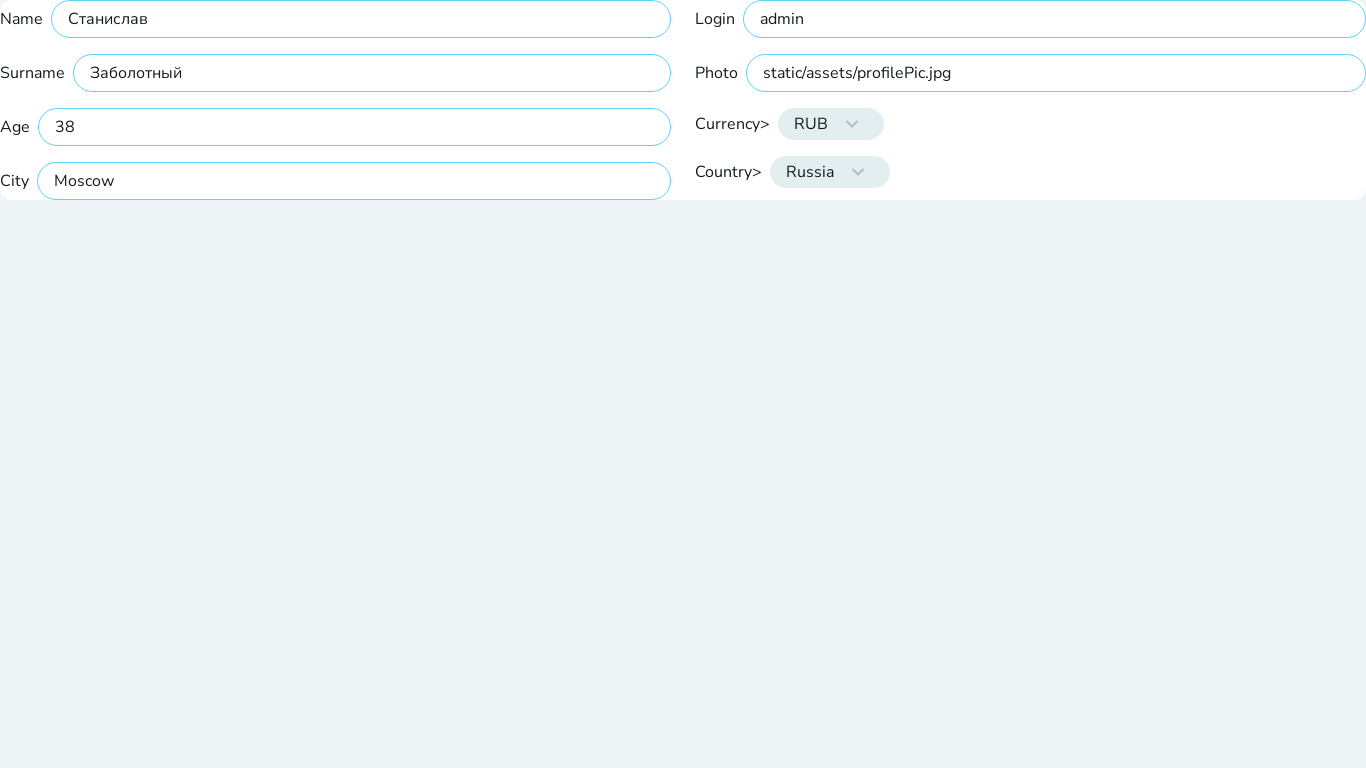 Name Станислав
Surname Заболотный
Age 38
City Moscow
Login admin
Photo static/assets/profilePic.jpg
Currency> RUB
Country> Russia